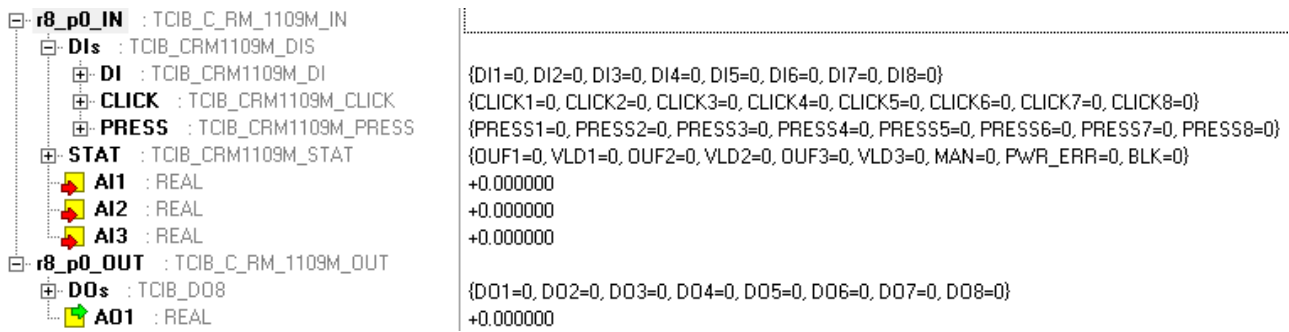 r8_p0_IN : TCIB_C_RM_1109M_IN
DIs : TCIB_CRM1109M_DIS
DI : TCIB_CRM1109M_DI {DI1=0, DI2=0, DI3=0, DI4=0, DI5=0, DI6=0, DI7=0, DI8=0}
CLICK : TCIB_CRM1109M_CLICK {CLICK1=0, CLICK2=0, CLICK3=0, CLICK4=0, CLICK5=0, CLICK6=0, CLICK7=0, CLICK8=0}
PRESS : TCIB_CRM1109M_PRESS {PRESS1=0, PRESS2=0, PRESS3=0, PRESS4=0, PRESS5=0, PRESS6=0, PRESS7=0, PRESS8=0}
STAT : TCIB_CRM1109M_STAT {OUF1=0, VLD1=0, OUF2=0, VLD2=0, OUF3=0, VLD3=0, MAN=0, PWR_ERR=0, BLK=0}
AI1 : REAL +0.000000
AI2 : REAL +0.000000
AI3 : REAL +0.000000
r8_p0_OUT : TCIB_C_RM_1109M_OUT
DOs : TCIB_DO8 {DO1=0, DO2=0, DO3=0, DO4=0, DO5=0, DO6=0, DO7=0, DO8=0}
AO1 : REAL +0.000000